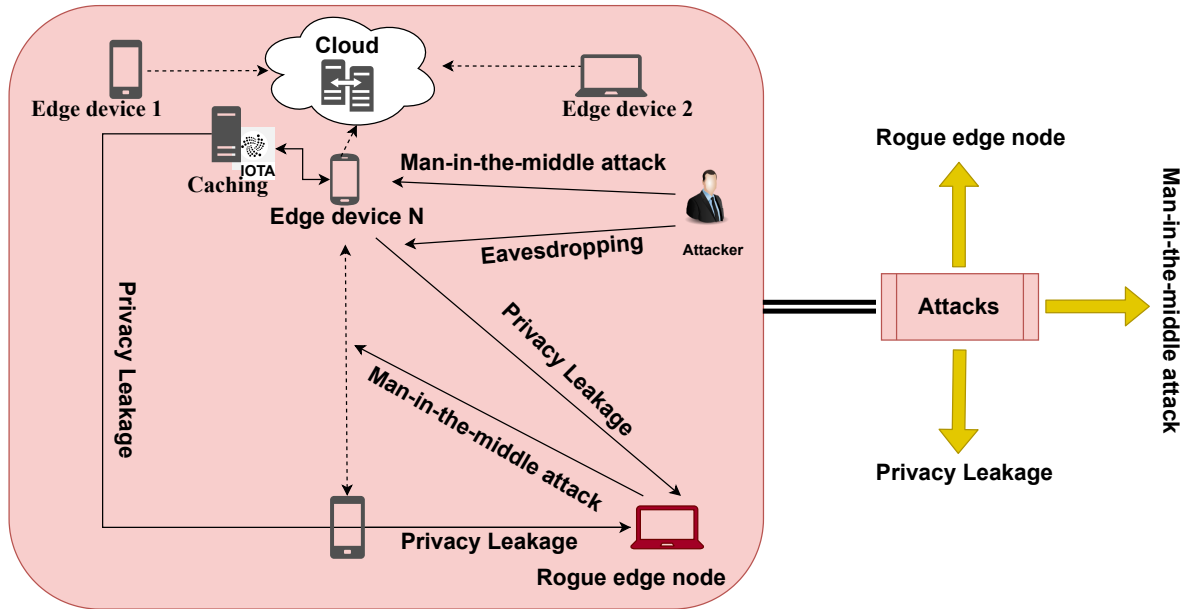 Cloud
Edge device 1
Edge device 2
IOTA
Caching
Edge device N
Man-in-the-middle attack
Eavesdropping
Attacker
Privacy Leakage
Privacy Leakage
Man-in-the-middle attack
Privacy Leakage
Rogue edge node
Rogue edge node
Attacks
Man-in-the-middle attack
Privacy Leakage